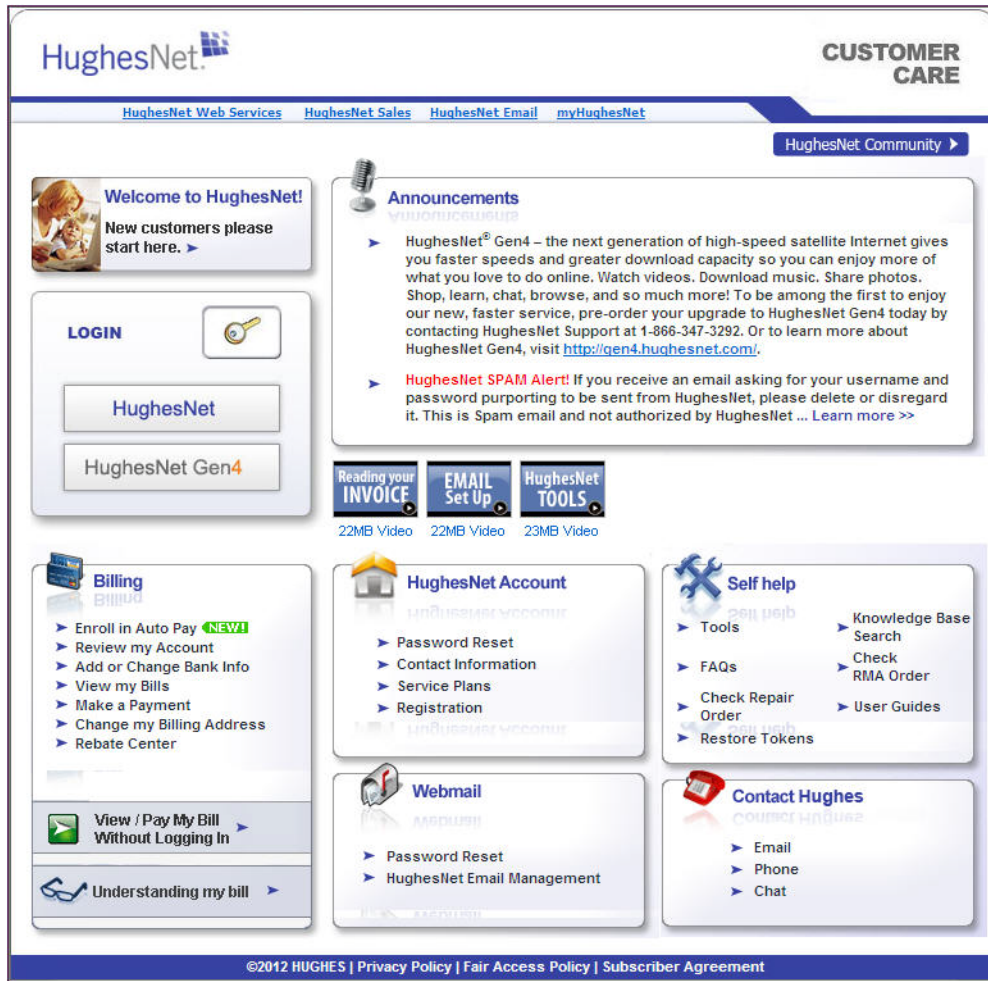 HughesNet.
CUSTOMER
CARE
HughesNet Web Services HughesNet Sales HughesNet Email myHughesNet
HughesNet Community
Welcome to HughesNet!
New customers please
start here.
LOGIN
HughesNet
HughesNet Gen4
Announcements
HughesNet® Gen4 – the next generation of high-speed satellite Internet gives
you faster speeds and greater download capacity so you can enjoy more of
what you love to do online. Watch videos. Download music. Share photos.
Shop, learn, chat, browse, and so much more! To be among the first to enjoy
our new, faster service, pre-order your upgrade to HughesNet Gen4 today by
contacting HughesNet Support at 1-866-347-3292. Or to learn more about
HughesNet Gen4, visit http://gen4.hughesnet.com/.
HughesNet SPAM Alert! If you receive an email asking for your username and
password purporting to be sent from HughesNet, please delete or disregard
it. This is Spam email and not authorized by HughesNet ... Learn more >>
Reading your
INVOICE
22MB Video
EMAIL
Set Up
22MB Video
HughesNet
TOOLS
23MB Video
Billing
Enroll in Auto Pay NEW!
Review my Account
Add or Change Bank Info
View my Bills
Make a Payment
Change my Billing Address
Rebate Center
View / Pay My Bill
Without Logging In
Understanding my bill
HughesNet Account
Password Reset
Contact Information
Service Plans
Registration
Webmail
Password Reset
HughesNet Email Management
Self help
Tools
FAQs
Check Repair
Order
Restore Tokens
Knowledge Base
Search
Check
RMA Order
User Guides
Contact Hughes
Email
Phone
Chat
©2012 HUGHES | Privacy Policy | Fair Access Policy | Subscriber Agreement